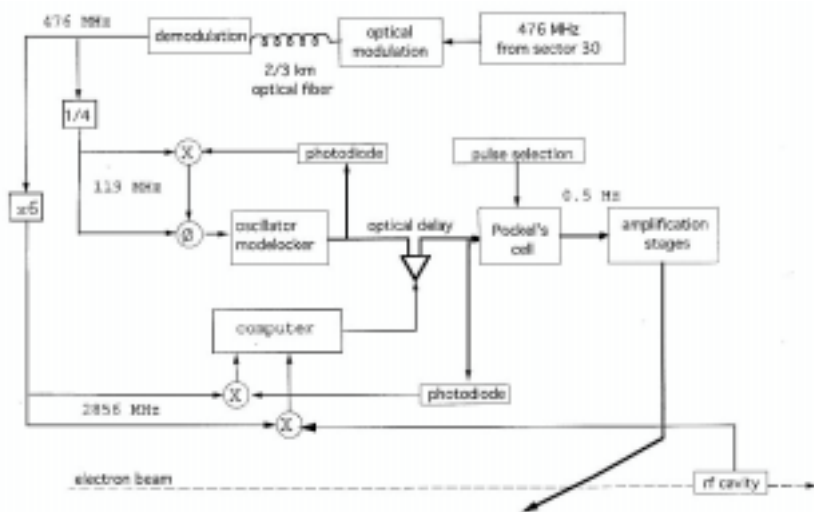 476 MHz
demodulation
optical
modulation
476 MHz
from sector 30
2/3 km
optical fiber
1/4
X
photodiode
pulse selection
119 MHz
0.5 Hz
x6
Ø
oscillator
modelocker
optical delay
Pockel's
cell
amplification
stages
computer
X
photodiode
2856 MHz
X
electron beam
rf cavity